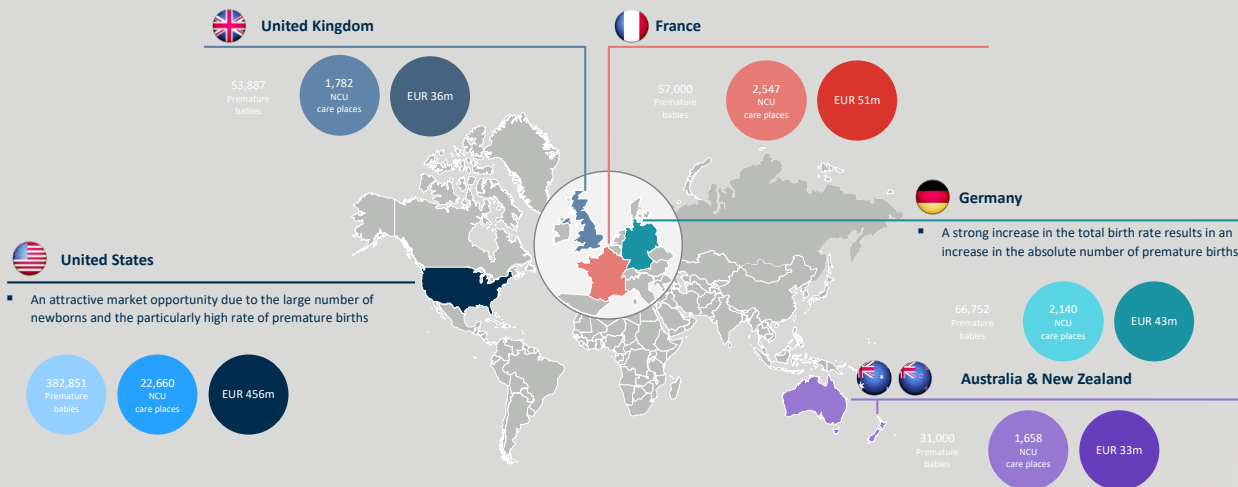 United Kingdom
53,887
Premature
babies
1,782
NCU
care places
EUR 36m
France
57,000
Premature
babies
2,547
NCU
care places
EUR 51m
Germany
▪ A strong increase in the total birth rate results in an
increase in the absolute number of premature births
66,752
Premature
babies
2,140
NCU
care places
EUR 43m
United States
▪ An attractive market opportunity due to the large number of
newborns and the particularly high rate of premature births
382,851
Premature
babies
22,660
NCU
care places
EUR 456m
Australia & New Zealand
31,000
Premature
babies
1,658
NCU
care places
EUR 33m